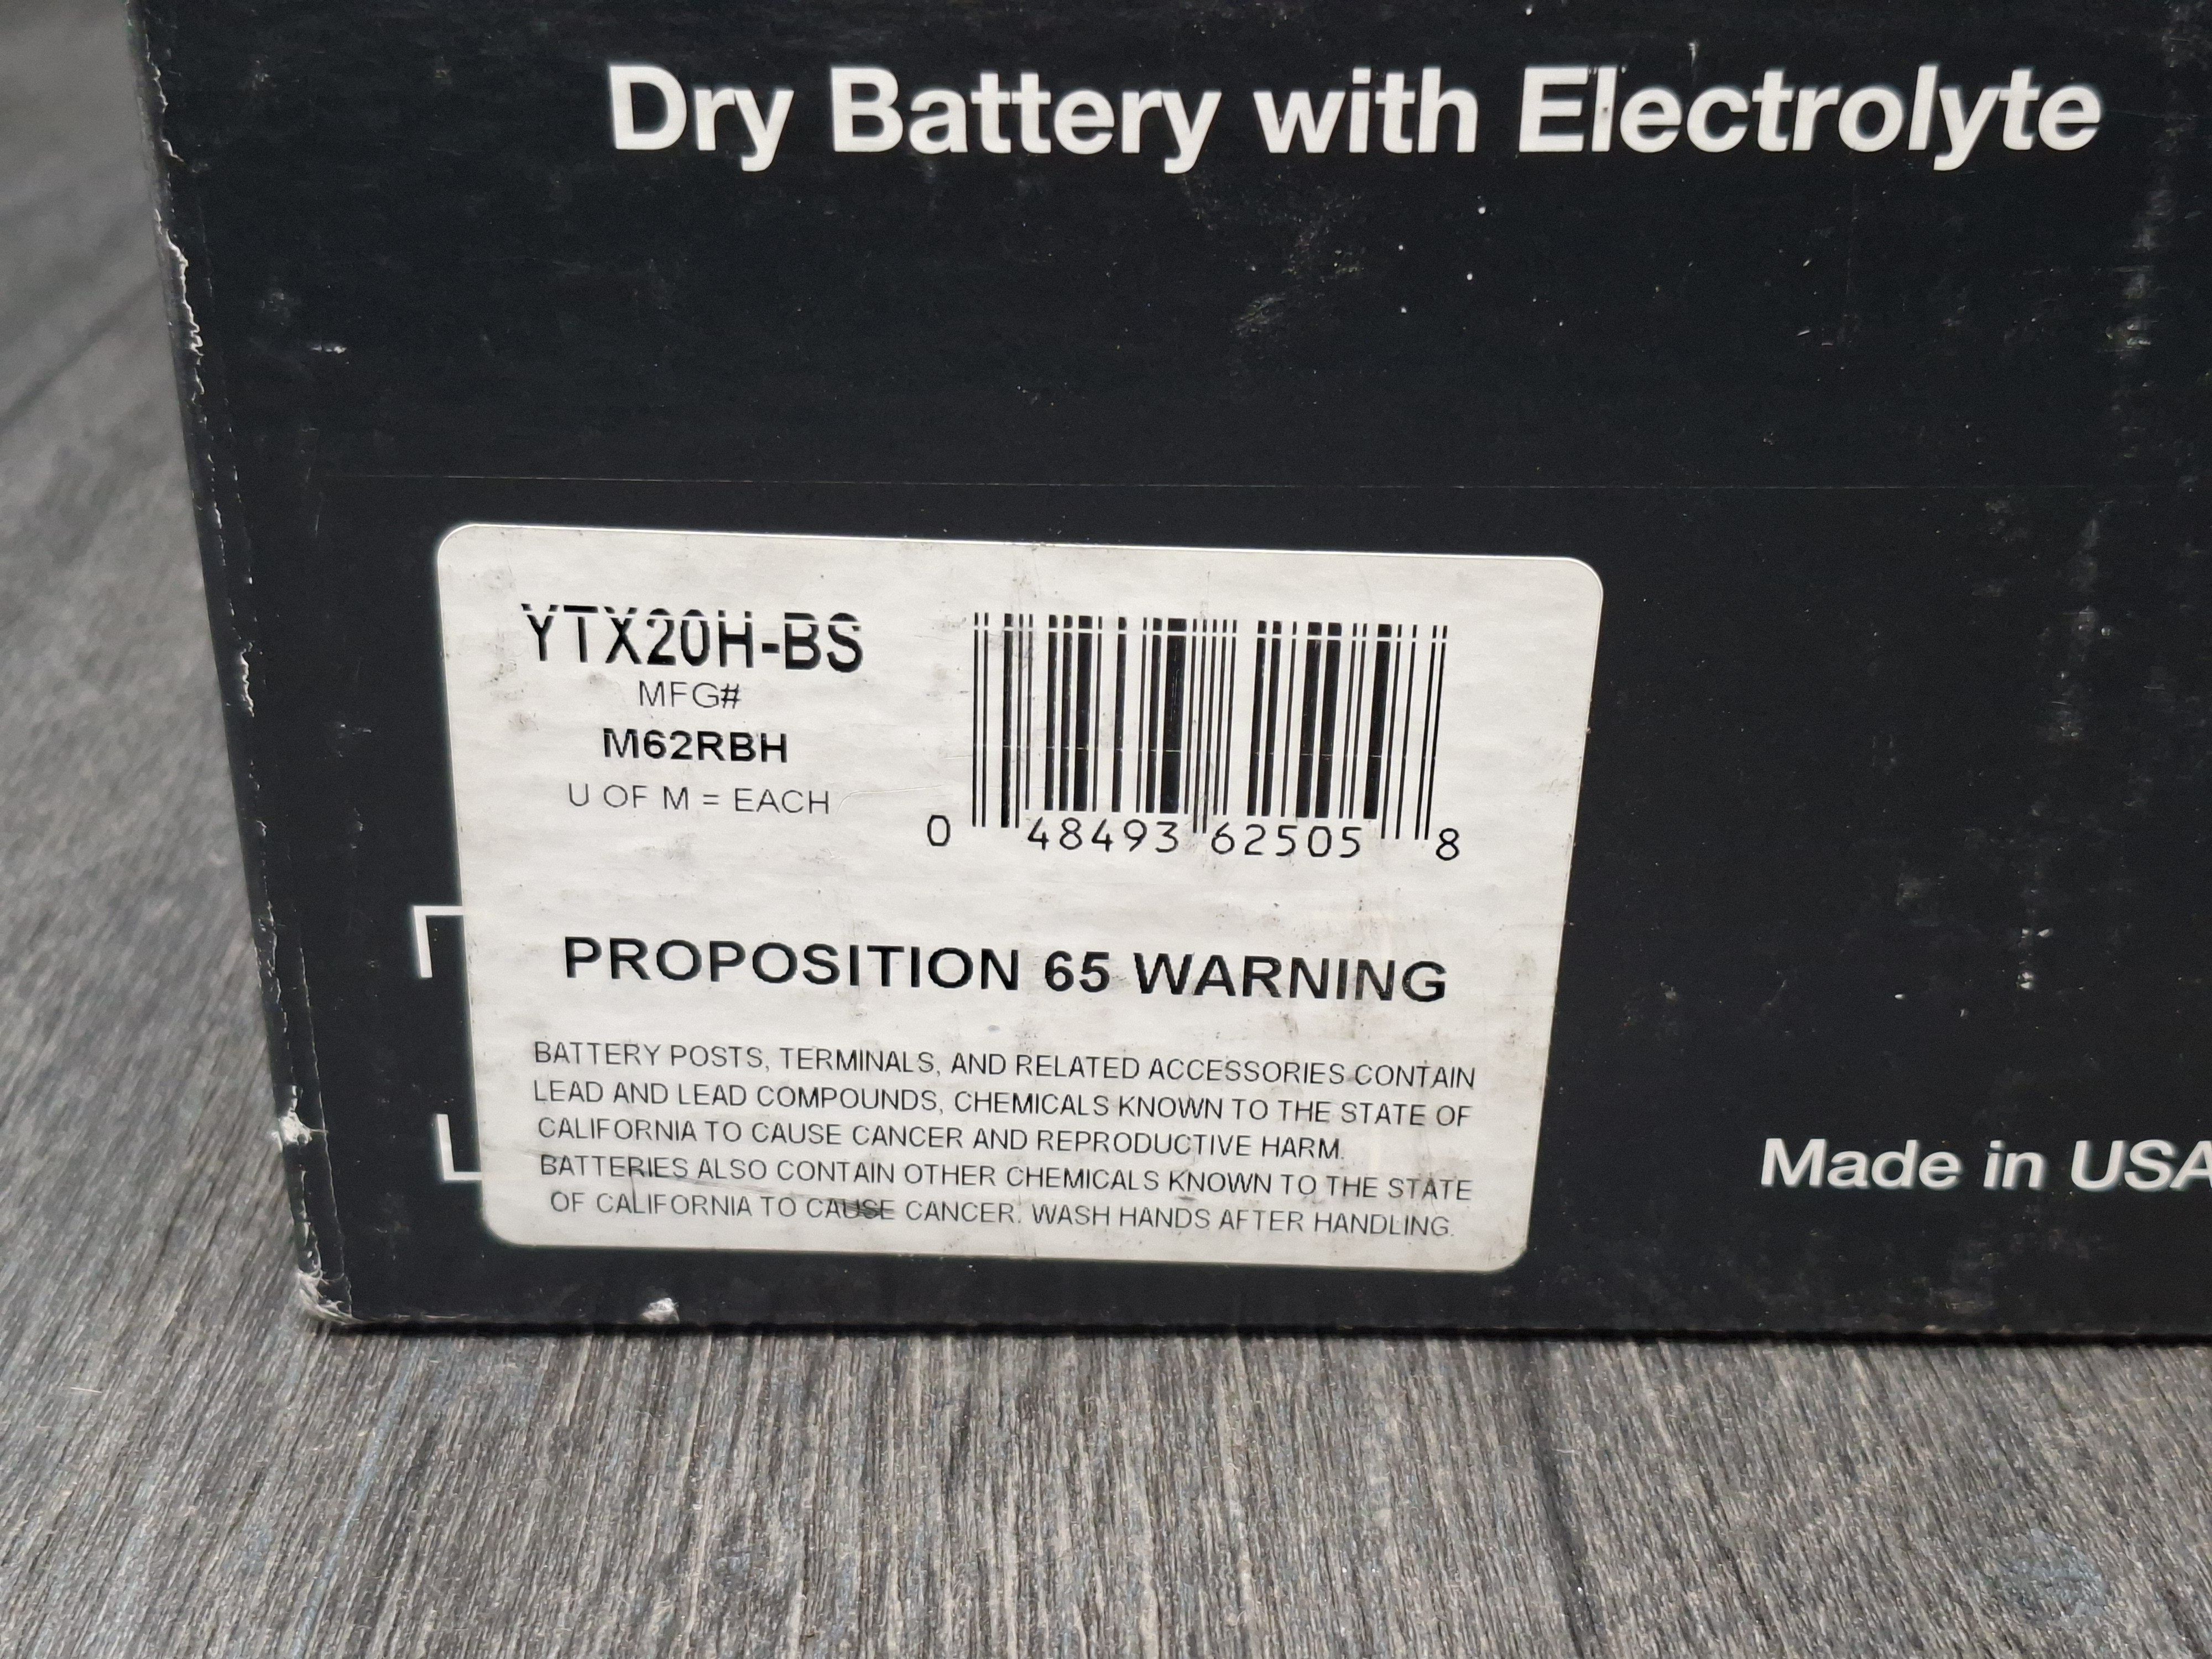 Dry Battery with Electrolyte
YTX20H-BS
MFG#
M62RBH
U OF M = EACH
0 48493 62505 8
PROPOSITION 65 WARNING
BATTERY POSTS, TERMINALS, AND RELATED ACCESSORIES CONTAIN
LEAD AND LEAD COMPOUNDS, CHEMICALS KNOWN TO THE STATE OF
CALIFORNIA TO CAUSE CANCER AND REPRODUCTIVE HARM.
BATTERIES ALSO CONTAIN OTHER CHEMICALS KNOWN TO THE STATE
OF CALIFORNIA TO CAUSE CANCER. WASH HANDS AFTER HANDLING.
Made in USA